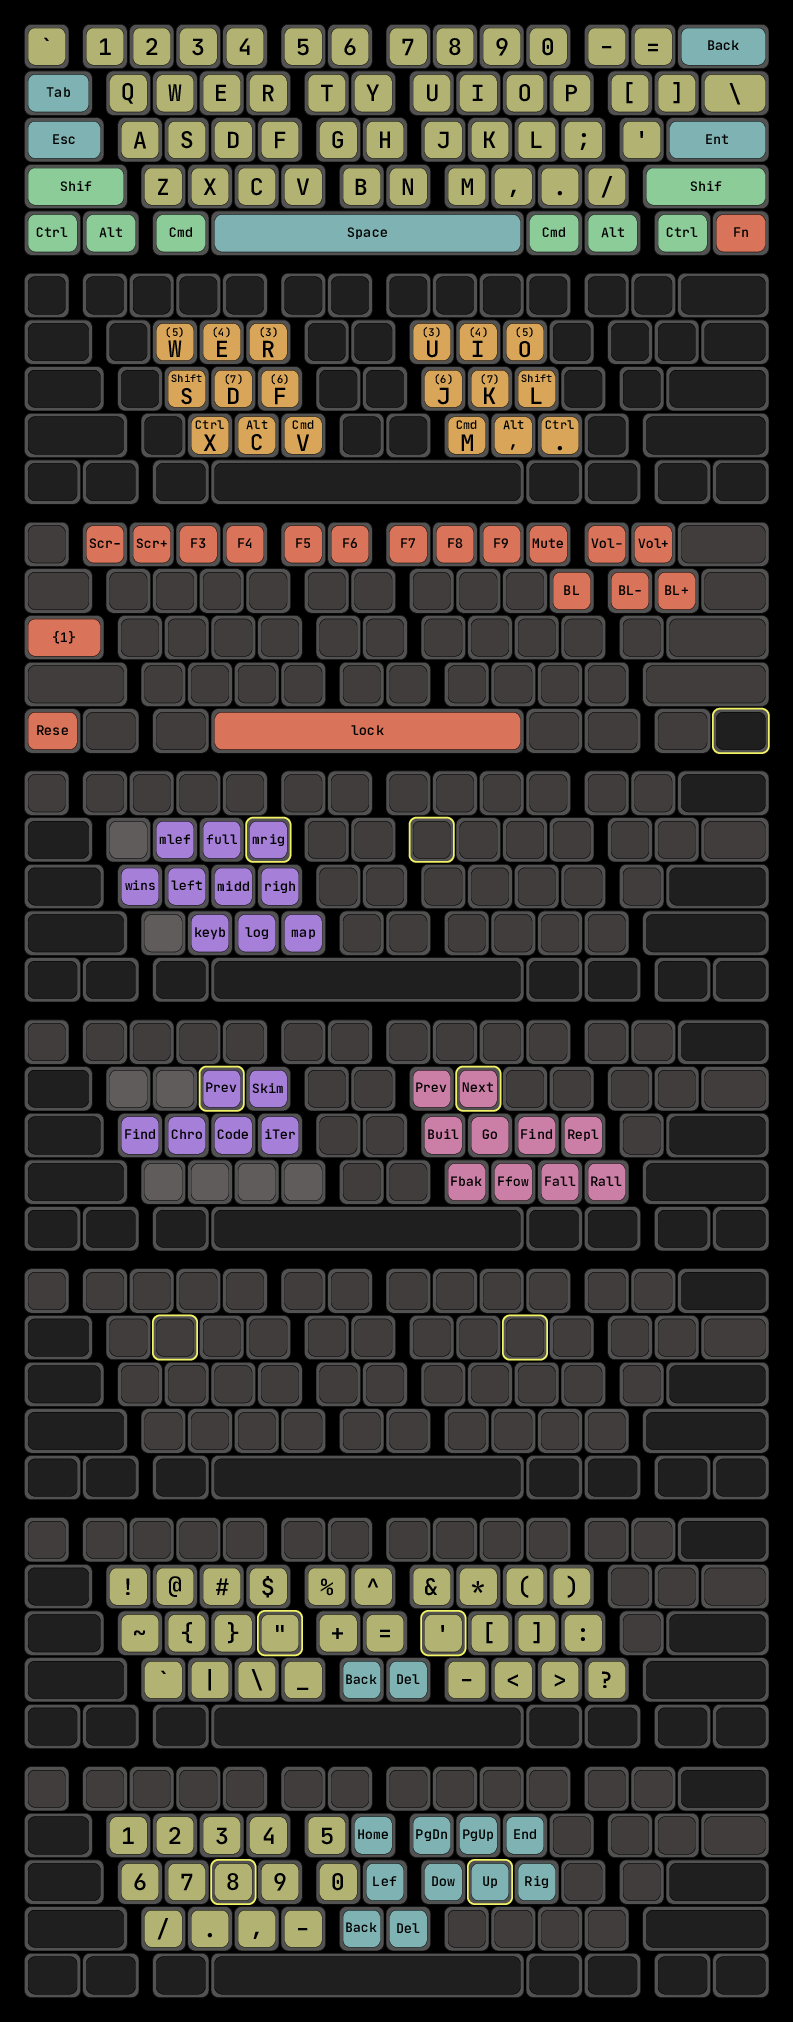 ` 1 2 3 4 5 6 7 8 9 0 - = Back
Tab Q W E R T Y U I O P [ ] \
Esc A S D F G H J K L ; ' Ent
Shif Z X C V B N M , . / Shif
Ctrl Alt Cmd Space Cmd Alt Ctrl Fn
(5) (4) (3) (3) (4) (5)
W E R U I O
Shift (7) (6) (6) (7) Shift
S D F J K L
Ctrl Alt Cmd Cmd Alt Ctrl
X C V M , .
Scr- Scr+ F3 F4 F5 F6 F7 F8 F9 Mute Vol- Vol+
BL BL- BL+
{1}
Rese lock
mlef full mrig
wins left midd righ
keyb log map
Prev Skim Prev Next
Find Chro Code iTer Buil Go Find Repl
Fbak Ffow Fall Rall
! @ # $ % ^ & * ( )
~ { } " + = ' [ ] :
` | \ _ Back Del - < > ?
1 2 3 4 5 Home PgDn PgUp End
6 7 8 9 0 Lef Dow Up Rig
/ . , - Back Del